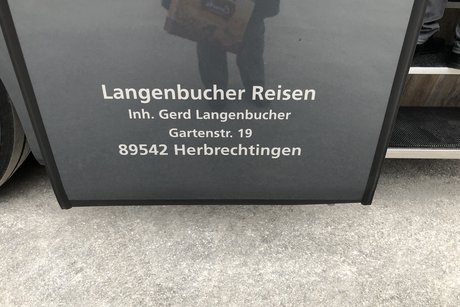 Langenbucher Reisen
Inh. Gerd Langenbucher
Gartenstr. 19
89542 Herbrechtingen